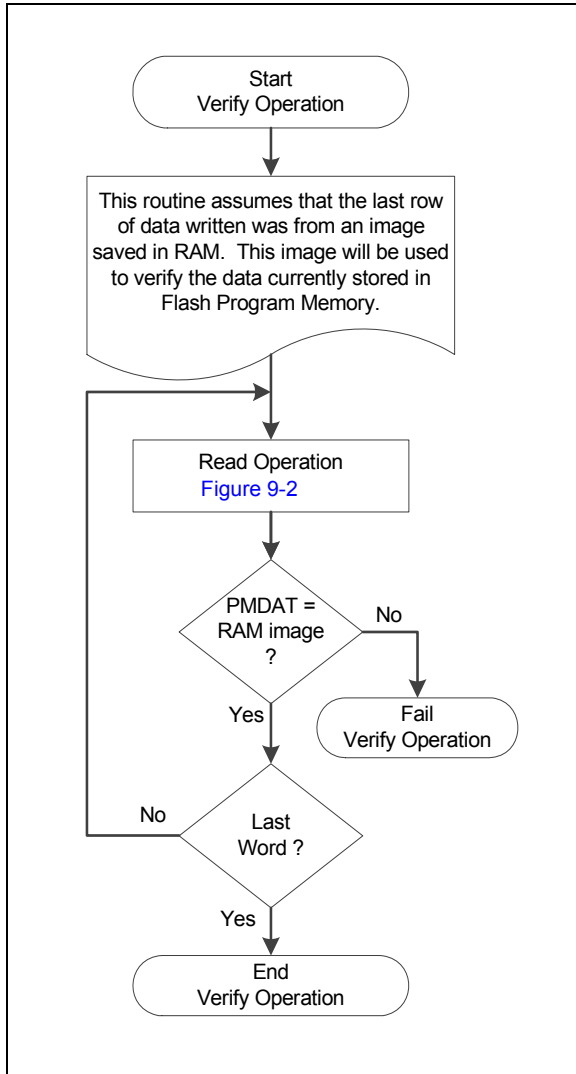 Start
Verify Operation
This routine assumes that the last row
of data written was from an image
saved in RAM.  This image will be used
to verify the data currently stored in
Flash Program Memory.
Read Operation
Figure 9-2
PMDAT =
RAM image
?
No
Yes
Fail
Verify Operation
No
Last
Word ?
Yes
End
Verify Operation